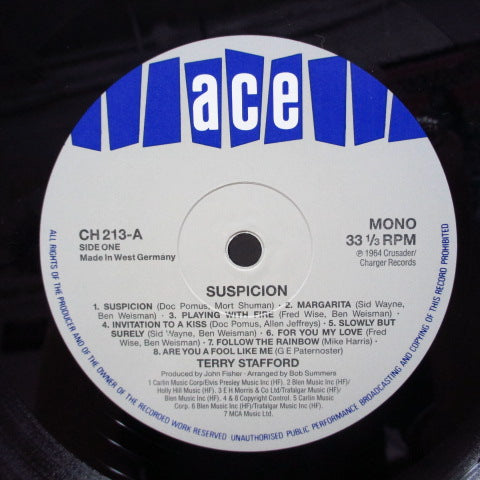 ace
CH 213-A
SIDE ONE
Made in West Germany
MONO
33 1/3 RPM
℗ 1964 Crusader/
Charger Records
SUSPICION
1. SUSPICION (Doc Pomus, Mort Shuman) · 2. MARGARITA (Sid Wayne,
Ben Weisman) · 3. PLAYING WITH FIRE (Fred Wise, Ben Weisman)
4. INVITATION TO A KISS (Doc Pomus, Allen Jeffreys) · 5. SLOWLY BUT
SURELY (Sid Wayne, Ben Weisman) · 6. FOR YOU MY LOVE (Fred
Wise, Ben Weisman) · 7. FOLLOW THE RAINBOW (Mike Harris)
8. ARE YOU A FOOL LIKE ME (G E Paternoster)
TERRY STAFFORD
Produced by John Fisher · Arranged by Bob Summers
1 Carlin Music Corp/Elvis Presley Music Inc (HF). 2 Blen Music Inc (HF)/
Holly Hill Music (HF). 3 E H Morris & Co Ltd/Trafalgar Music Inc (HF)/
Blen Music Inc (HF). 4 & 8 Copyright Control. 5 Carlin Music
Corp. 6 Blen Music Inc (HF)/Trafalgar Music Inc (HF).
7 MCA Music Ltd.
ALL RIGHTS OF THE PRODUCER AND OF THE OWNER OF THE RECORDED WORK RESERVED UNAUTHORISED PUBLIC PERFORMANCE BROADCASTING AND COPYING OF THIS RECORD PROHIBITED